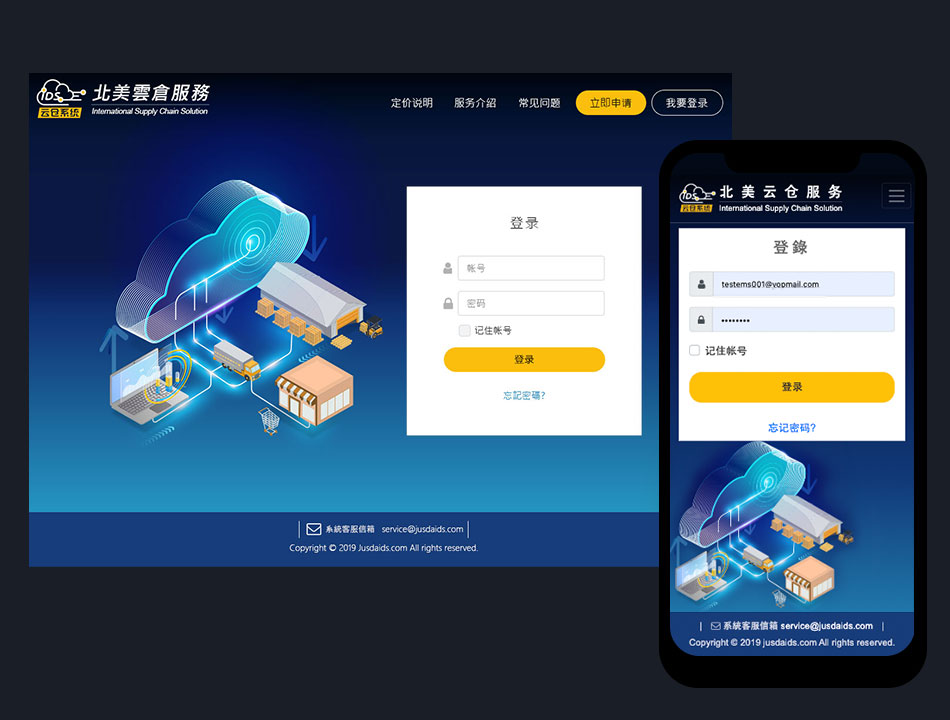 IDS
云仓系统
北美雲倉服務
International Supply Chain Solution
定价说明 服务介紹 常见问题 立即申请 我要登录
登录
帐号
密码
记住帐号
登录
忘記密碼?
系統客服信箱 service@jusdaids.com
Copyright © 2019 Jusdaids.com All rights reserved.
IDS
云仓系统
北美云仓服务
International Supply Chain Solution
登錄
testems001@yopmail.com
••••••••
记住帐号
登录
忘记密码?
系統客服信箱 service@jusdaids.com
Copyright © 2019 jusdaids.com All rights reserved.